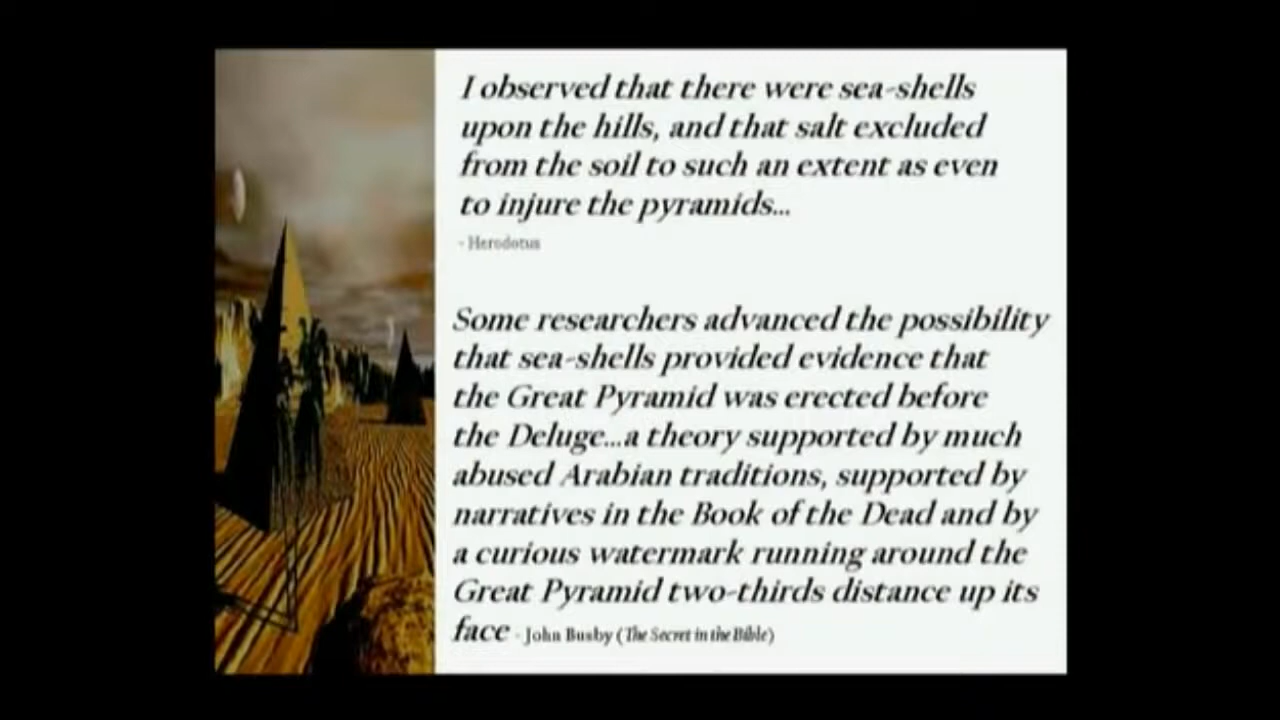 I observed that there were sea-shells
upon the hills, and that salt excluded
from the soil to such an extent as even
to injure the pyramids...
- Herodotus
Some researchers advanced the possibility
that sea-shells provided evidence that
the Great Pyramid was erected before
the Deluge...a theory supported by much
abused Arabian traditions, supported by
narratives in the Book of the Dead and by
a curious watermark running around the
Great Pyramid two-thirds distance up its
face - John Busby (The Secret in the Bible)